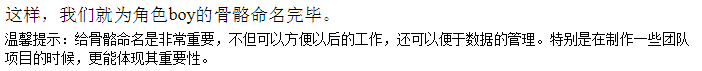 这样，我们就为角色boy的骨骼命名完毕。
温馨提示：给骨骼命名是非常重要，不但可以方便以后的工作，还可以便于数据的管理。特别是在制作一些团队
项目的时候，更能体现其重要性。